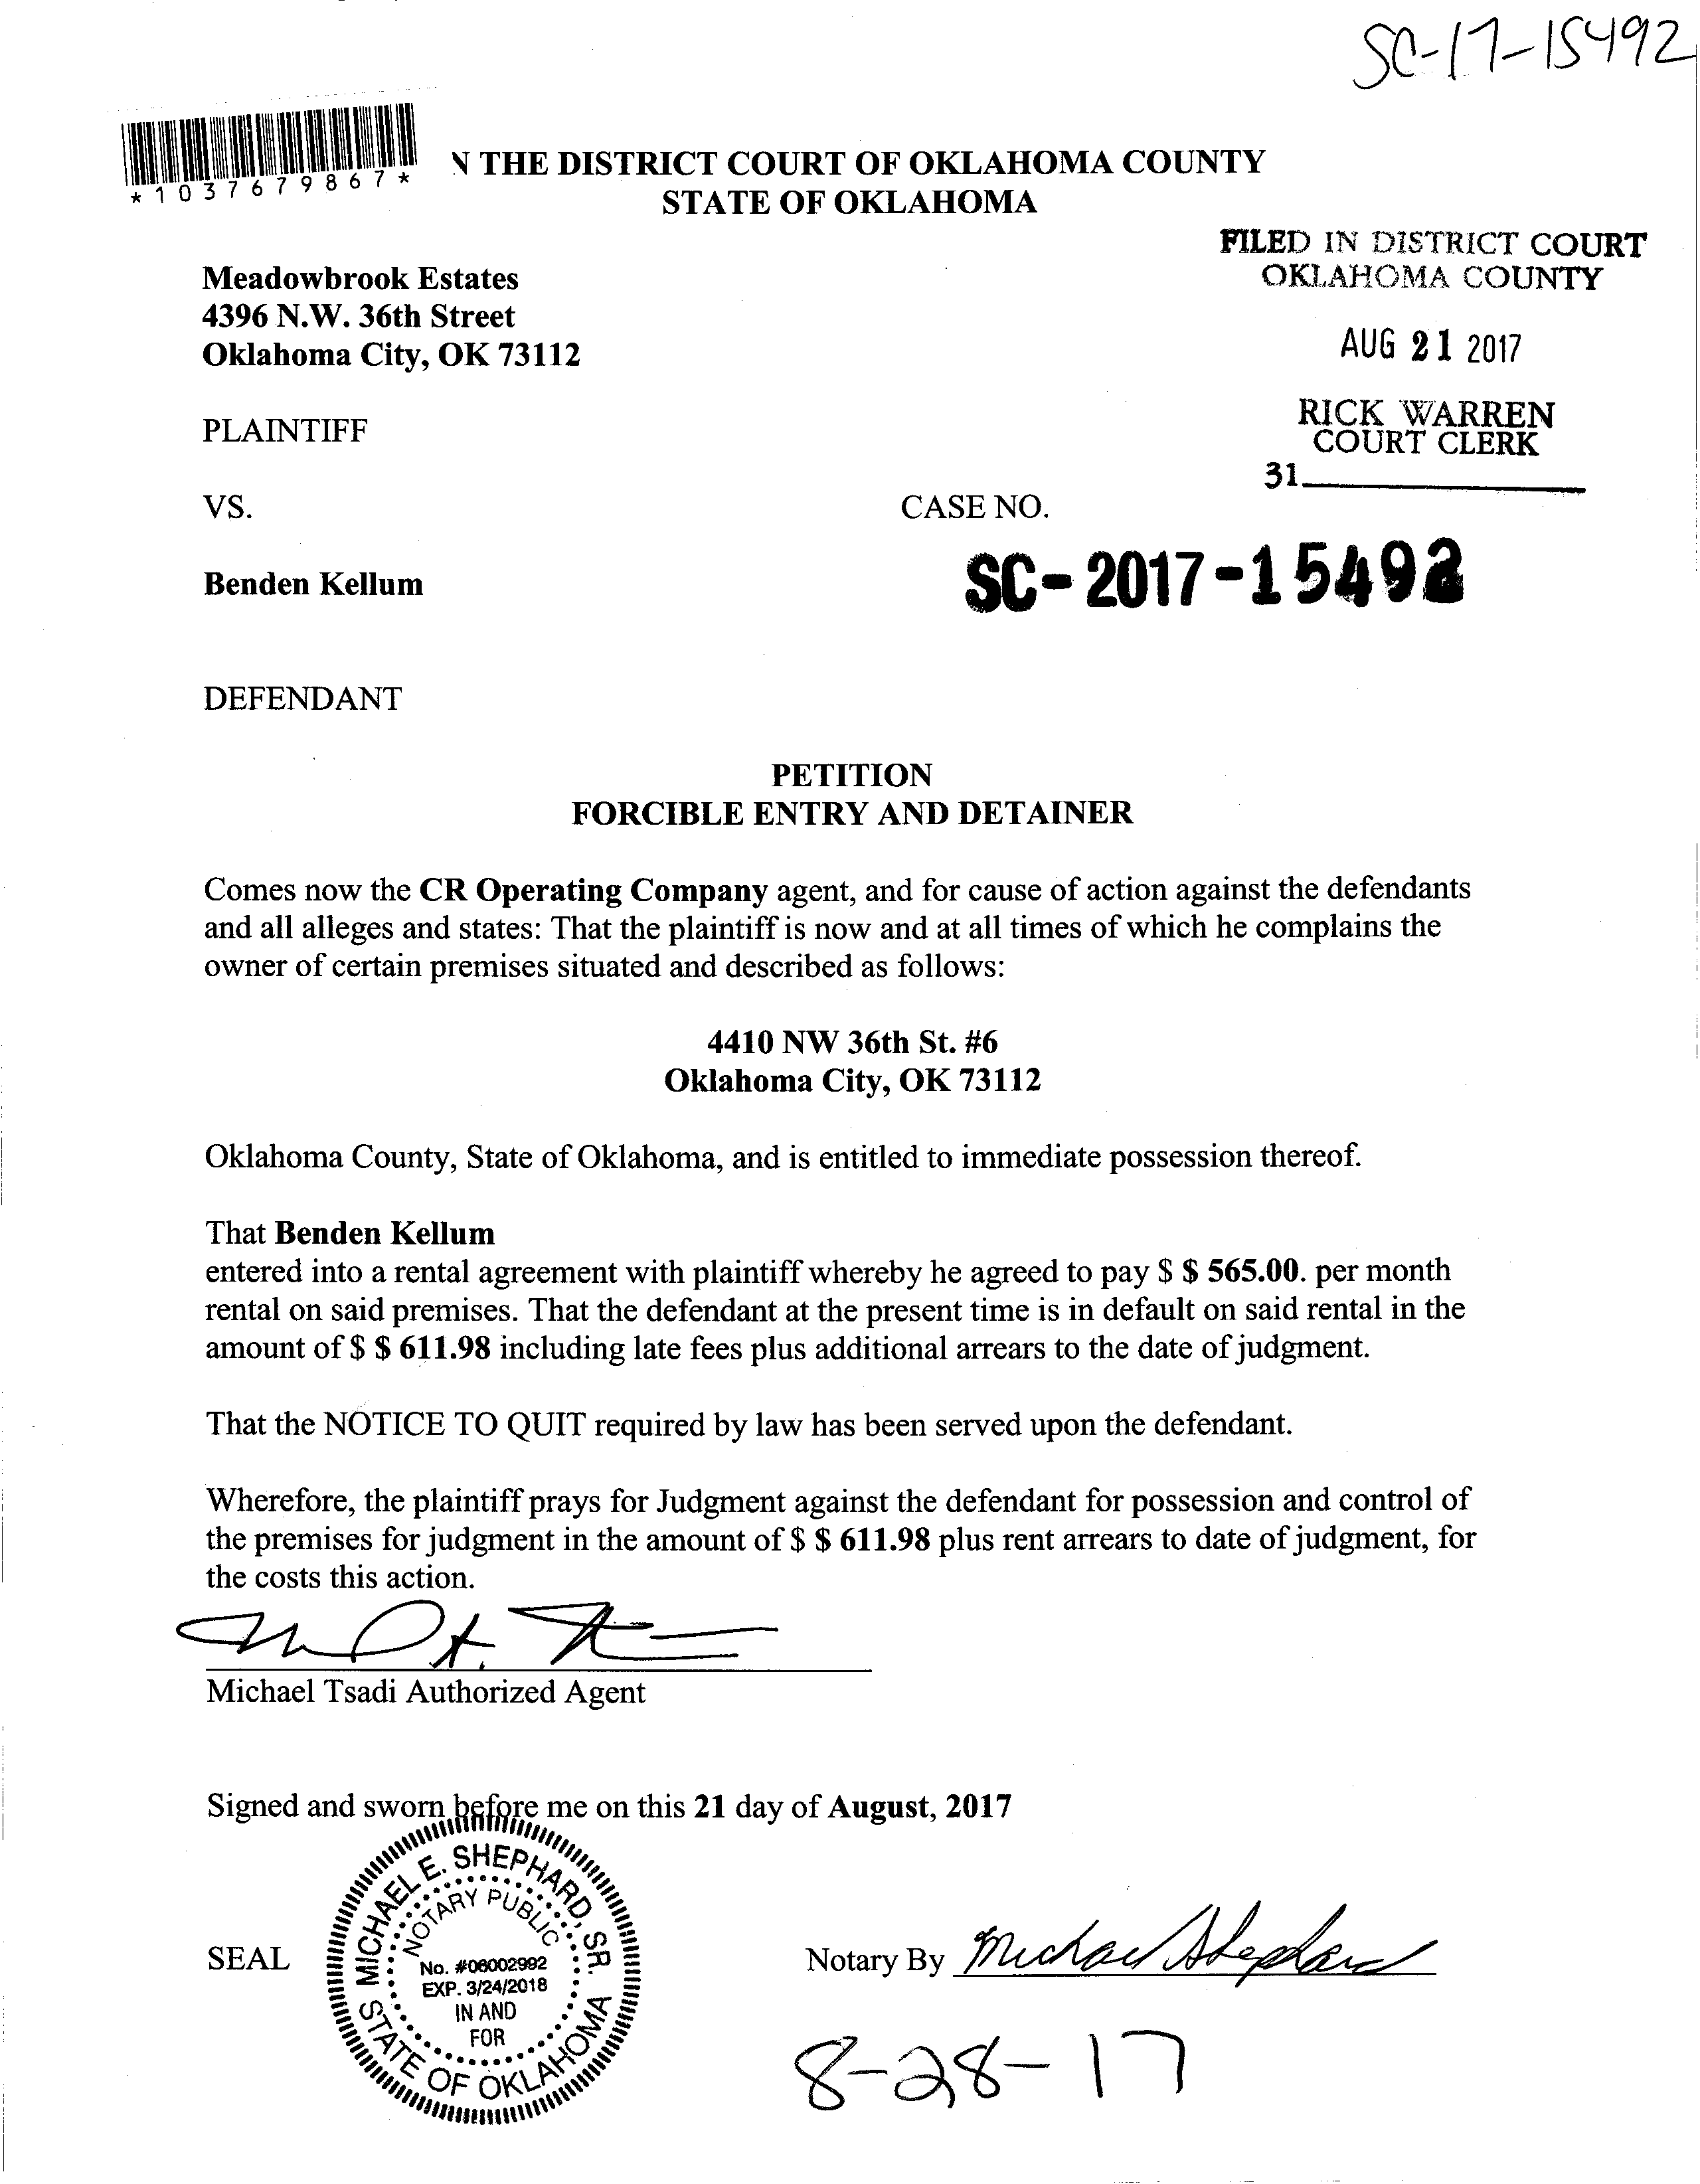 SC-17-15492
*1037679867*
N THE DISTRICT COURT OF OKLAHOMA COUNTY
STATE OF OKLAHOMA
FILED IN DISTRICT COURT
OKLAHOMA COUNTY
Meadowbrook Estates
4396 N.W. 36th Street
Oklahoma City, OK 73112
AUG 21 2017
RICK WARREN
COURT CLERK
31
PLAINTIFF
VS.
CASE NO.
SC-2017-15492
Benden Kellum
DEFENDANT
PETITION
FORCIBLE ENTRY AND DETAINER
Comes now the CR Operating Company agent, and for cause of action against the defendants
and all alleges and states: That the plaintiff is now and at all times of which he complains the
owner of certain premises situated and described as follows:
4410 NW 36th St. #6
Oklahoma City, OK 73112
Oklahoma County, State of Oklahoma, and is entitled to immediate possession thereof.
That Benden Kellum
entered into a rental agreement with plaintiff whereby he agreed to pay $ $ 565.00. per month
rental on said premises. That the defendant at the present time is in default on said rental in the
amount of $ $ 611.98 including late fees plus additional arrears to the date of judgment.
That the NOTICE TO QUIT required by law has been served upon the defendant.
Wherefore, the plaintiff prays for Judgment against the defendant for possession and control of
the premises for judgment in the amount of $ $ 611.98 plus rent arrears to date of judgment, for
the costs this action.
Michael Tsadi Authorized Agent
Signed and sworn before me on this 21 day of August, 2017
SEAL
MICHAEL E. SHEPHARD, SR.
NOTARY PUBLIC
No. #06002992
EXP. 3/24/2018
IN AND
FOR
STATE OF OKLAHOMA
Notary By Michael Shephard
8-28-17